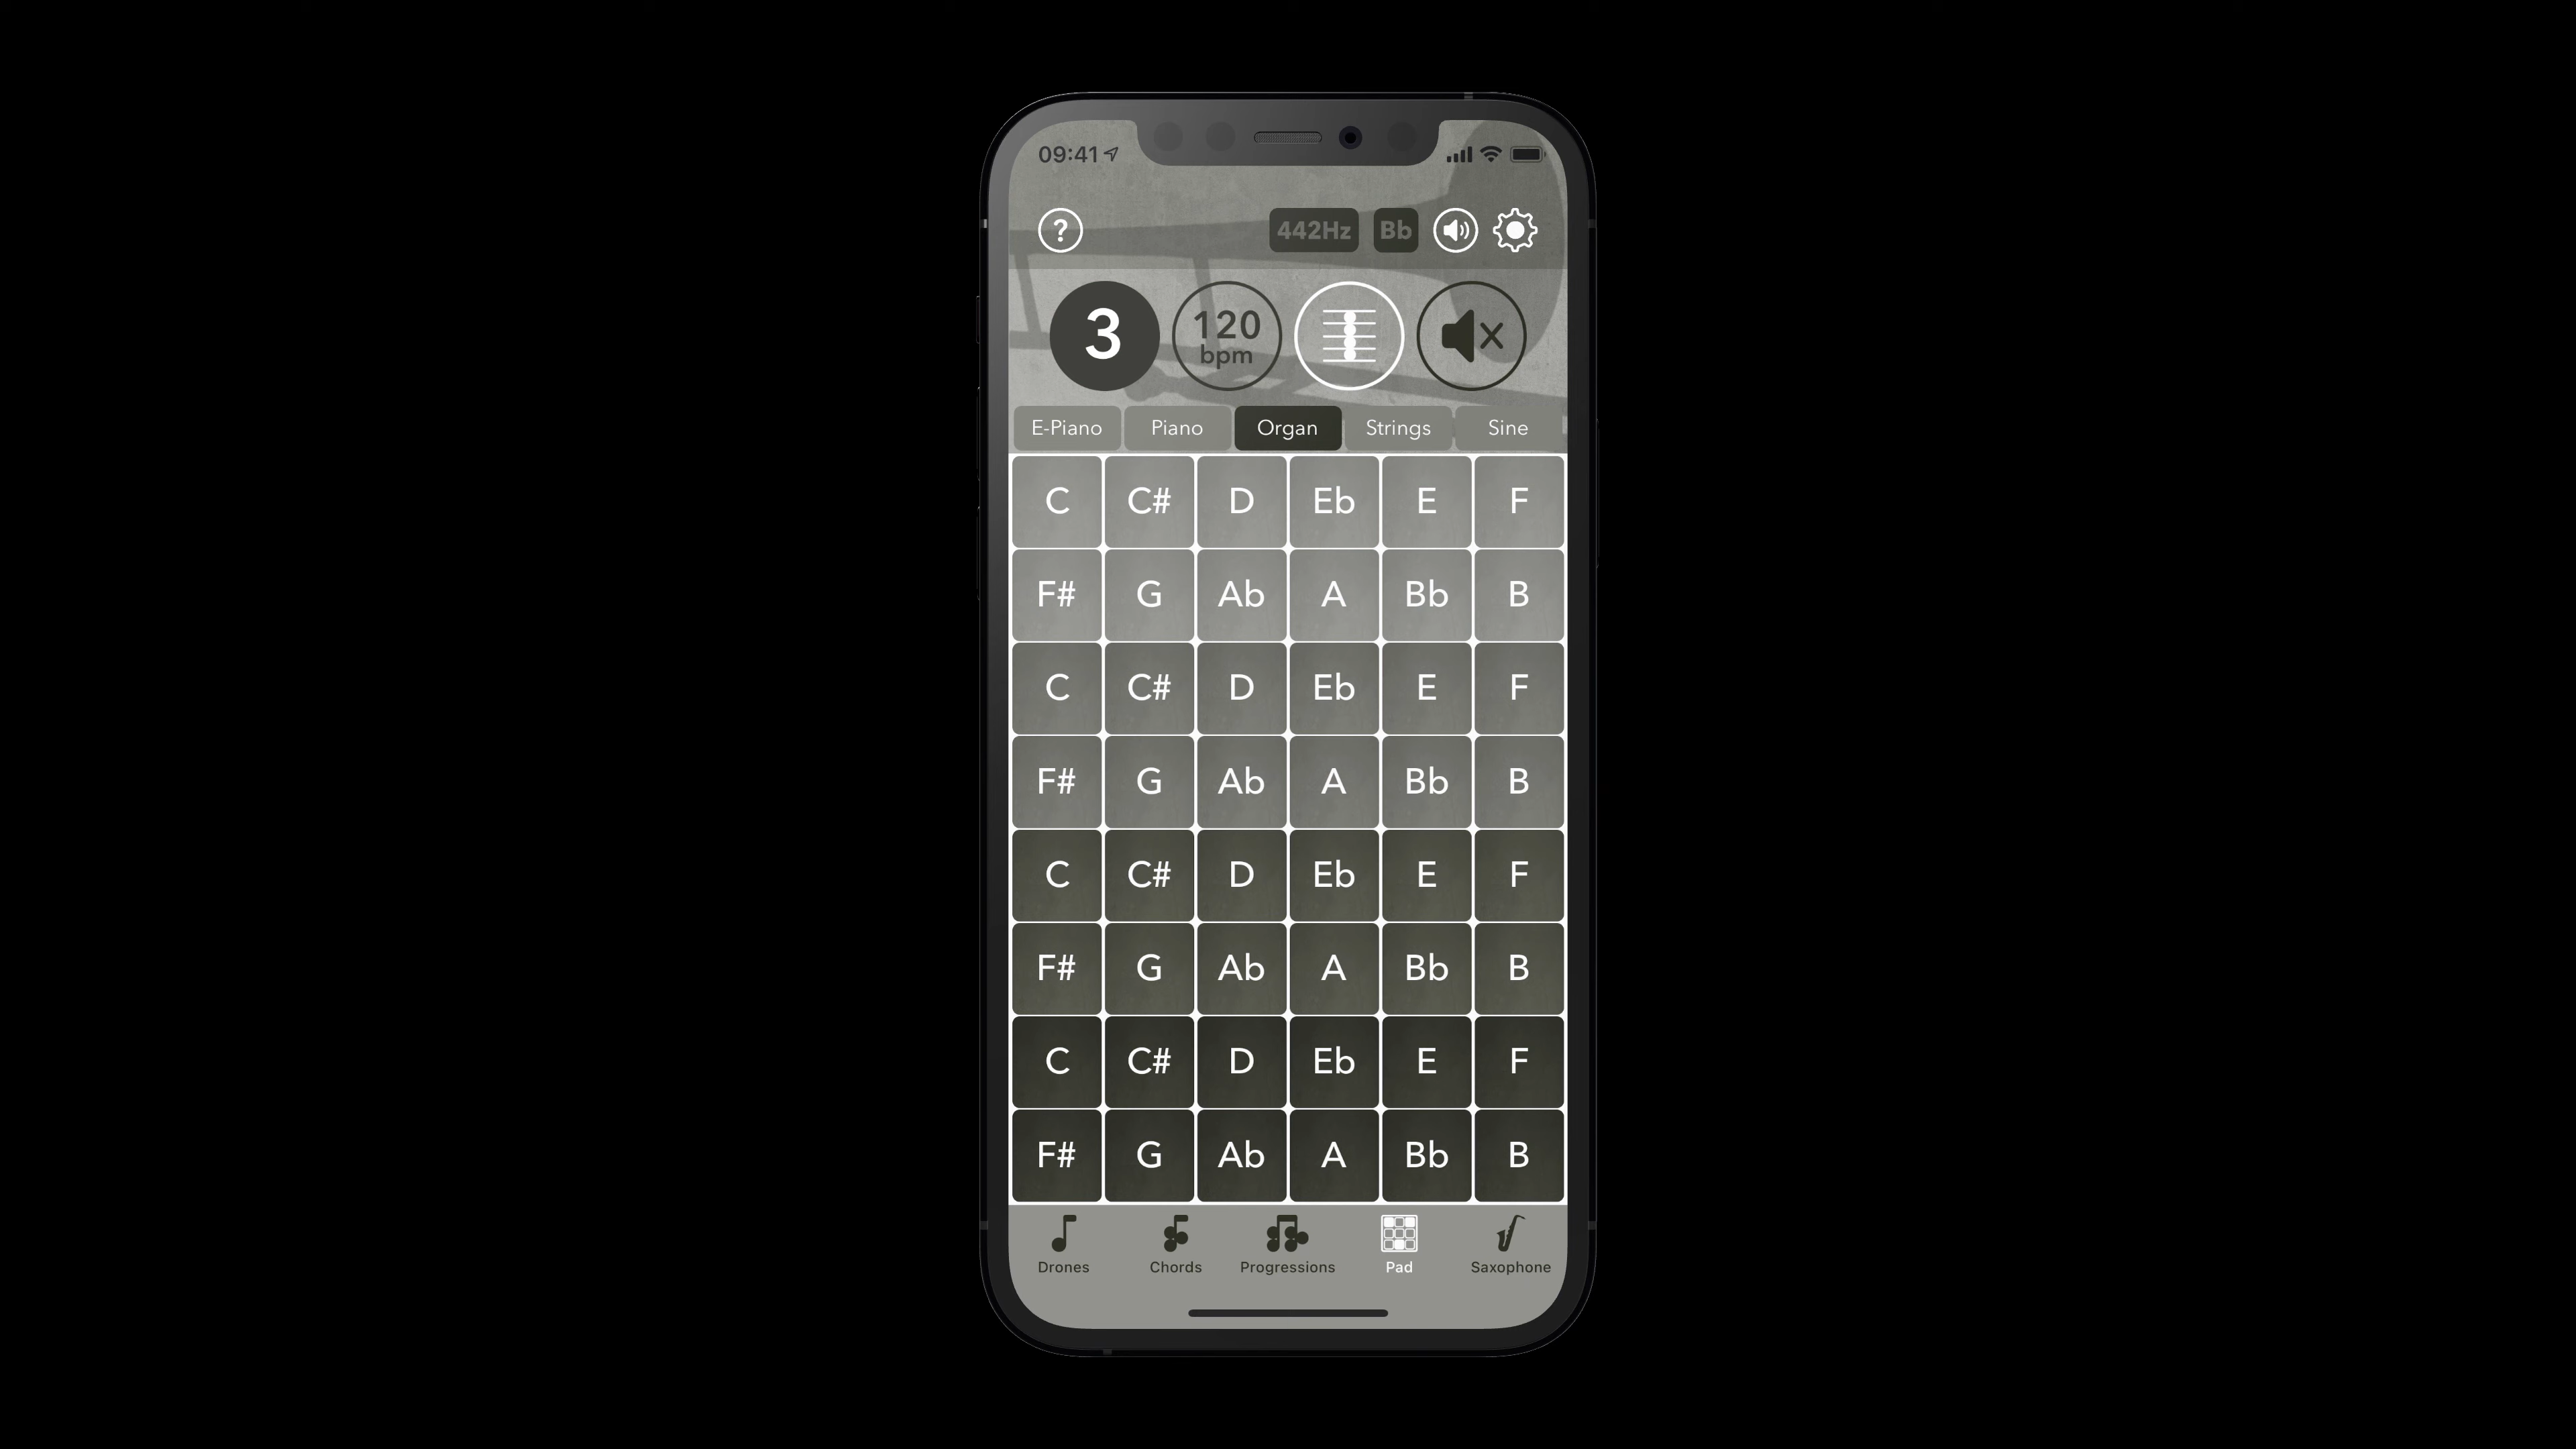 09:41
? 442Hz Bb
3 120 bpm
E-Piano Piano Organ Strings Sine
C C# D Eb E F
F# G Ab A Bb B
C C# D Eb E F
F# G Ab A Bb B
C C# D Eb E F
F# G Ab A Bb B
C C# D Eb E F
F# G Ab A Bb B
Drones Chords Progressions Pad Saxophone